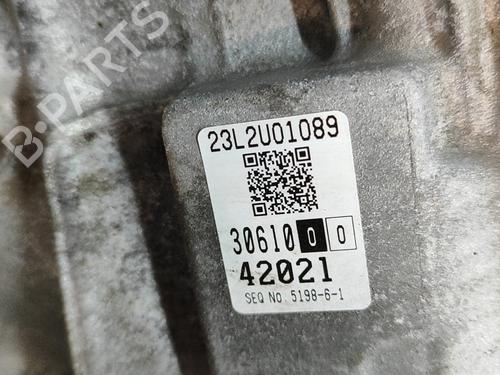 23L2U01089
30610 0 0
42021
SEQ NO. 5198-6-1
B-PARTS